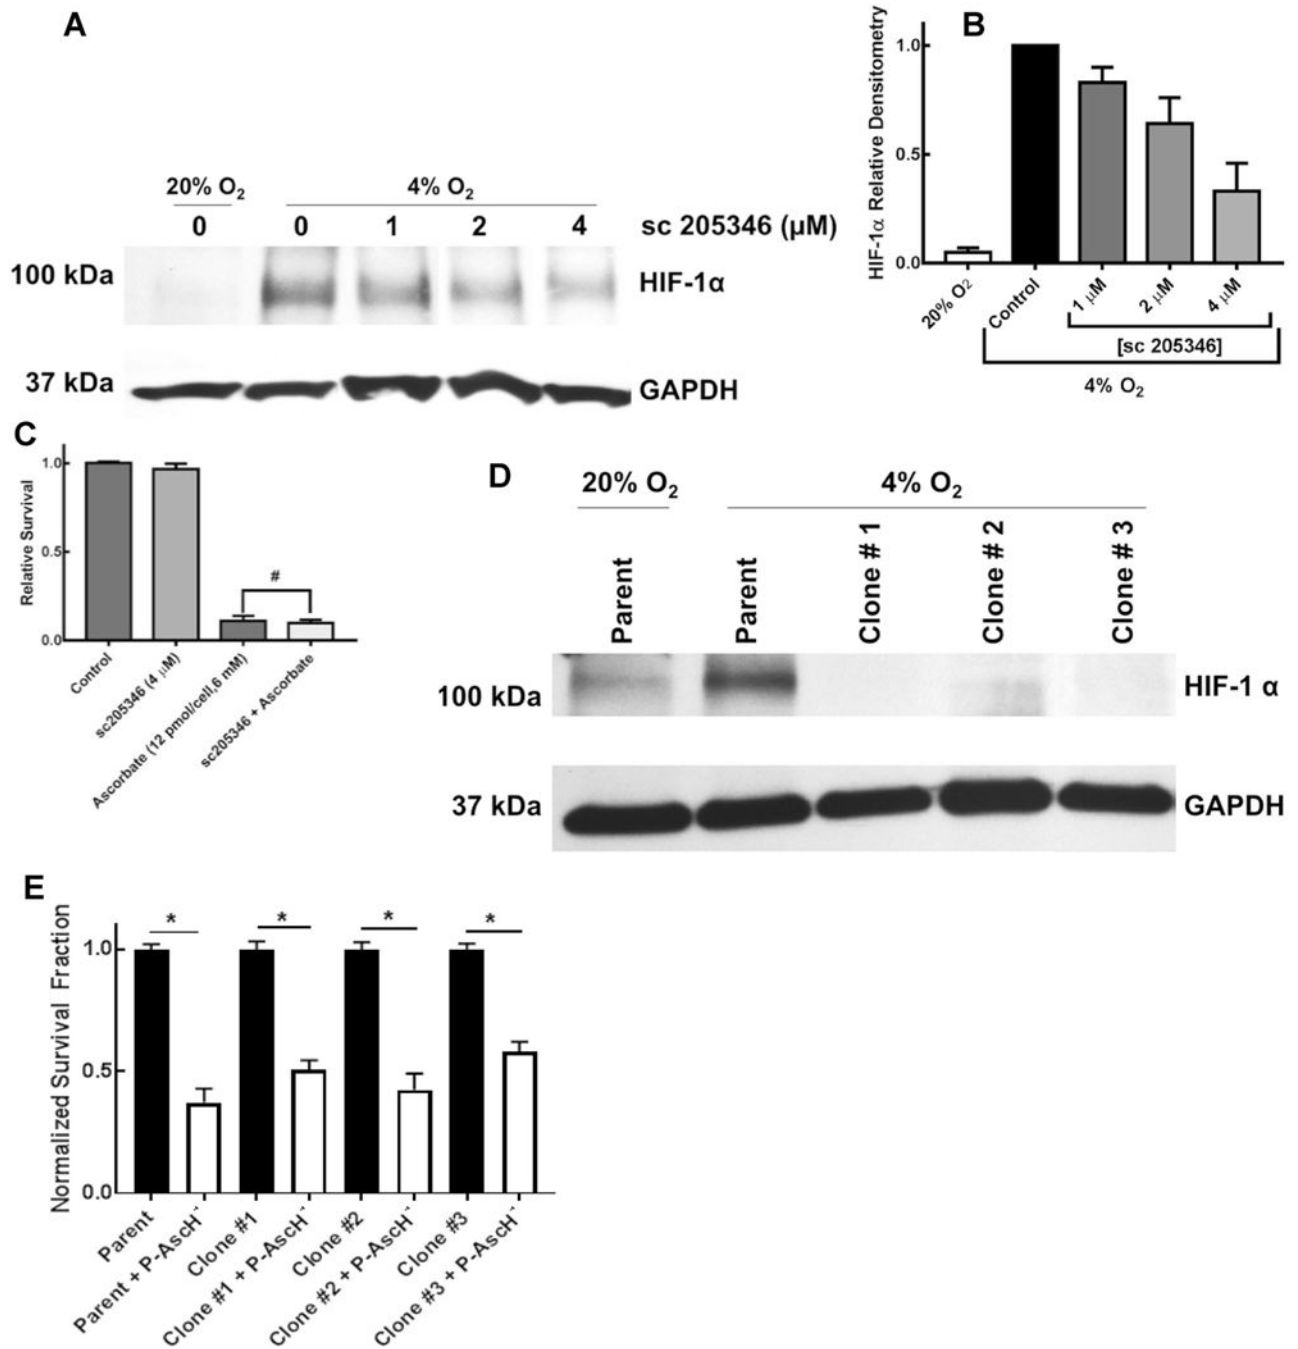 A
20% O₂ 4% O₂
0 0 1 2 4 sc 205346 (µM)
100 kDa HIF-1α
37 kDa GAPDH
B
HIF-1α Relative Densitometry
1.0
0.5
0.0
20% O₂ Control 1 µM 2 µM 4 µM
[sc 205346]
4% O₂
C
Relative Survival
1.0
0.5
0.0
#
Control
sc205346 (4 µM)
Ascorbate (12 pmol/cell,6 mM)
sc205346 + Ascorbate
D
20% O₂ 4% O₂
Parent Parent Clone # 1 Clone # 2 Clone # 3
100 kDa HIF-1 α
37 kDa GAPDH
E
Normalized Survival Fraction
1.0
0.5
0.0
* * * *
Parent
Parent + P-AscH⁻
Clone #1
Clone #1 + P-AscH⁻
Clone #2
Clone #2 + P-AscH⁻
Clone #3
Clone #3 + P-AscH⁻